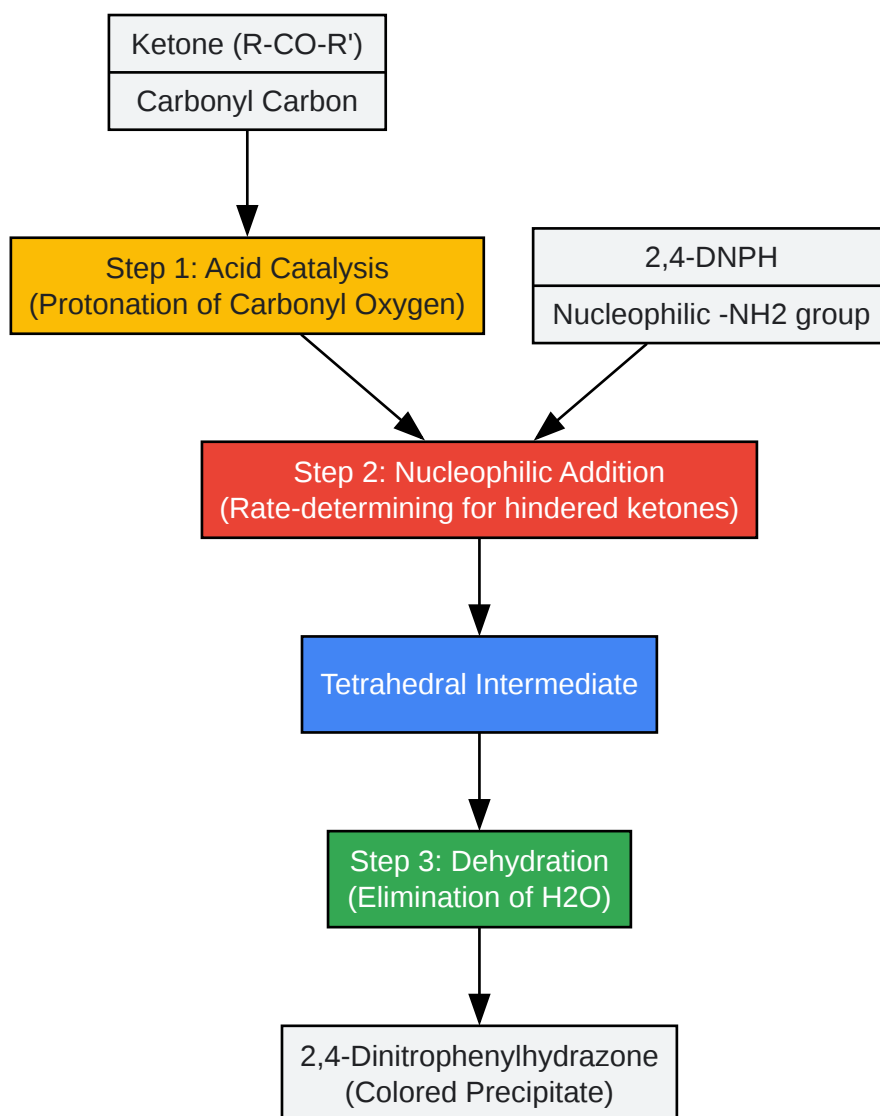 Ketone (R-CO-R')
Carbonyl Carbon
Step 1: Acid Catalysis
(Protonation of Carbonyl Oxygen)
2,4-DNPH
Nucleophilic -NH2 group
Step 2: Nucleophilic Addition
(Rate-determining for hindered ketones)
Tetrahedral Intermediate
Step 3: Dehydration
(Elimination of H2O)
2,4-Dinitrophenylhydrazone
(Colored Precipitate)